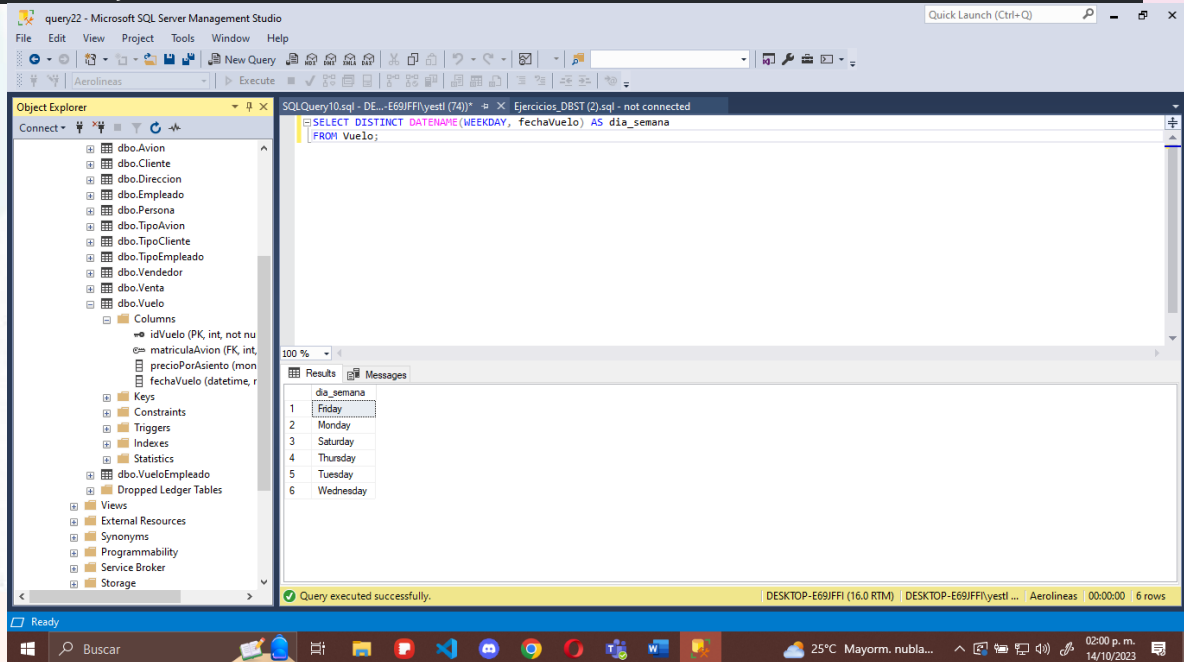 query22 - Microsoft SQL Server Management Studio
Quick Launch (Ctrl+Q)
File Edit View Project Tools Window Help
New Query
MDX DMX XMLA DAX
Aerolineas
Execute
Object Explorer
SQLQuery10.sql - DE...-E69JFFI\yestl (74))*
Ejercicios_DBST (2).sql - not connected
Connect
dbo.Avion
dbo.Cliente
dbo.Direccion
dbo.Empleado
dbo.Persona
dbo.TipoAvion
dbo.TipoCliente
dbo.TipoEmpleado
dbo.Vendedor
dbo.Venta
dbo.Vuelo
Columns
idVuelo (PK, int, not nu
matriculaAvion (FK, int,
precioPorAsiento (mon
fechaVuelo (datetime, r
Keys
Constraints
Triggers
Indexes
Statistics
dbo.VueloEmpleado
Dropped Ledger Tables
Views
External Resources
Synonyms
Programmability
Service Broker
Storage
SELECT DISTINCT DATENAME(WEEKDAY, fechaVuelo) AS dia_semana
FROM Vuelo;
100 %
Results Messages
dia_semana
1 Friday
2 Monday
3 Saturday
4 Thursday
5 Tuesday
6 Wednesday
Query executed successfully.
DESKTOP-E69JFFI (16.0 RTM) DESKTOP-E69JFFI\yestl ... Aerolineas 00:00:00 6 rows
Ready
Buscar
25°C Mayorm. nubla...
02:00 p. m.
14/10/2023